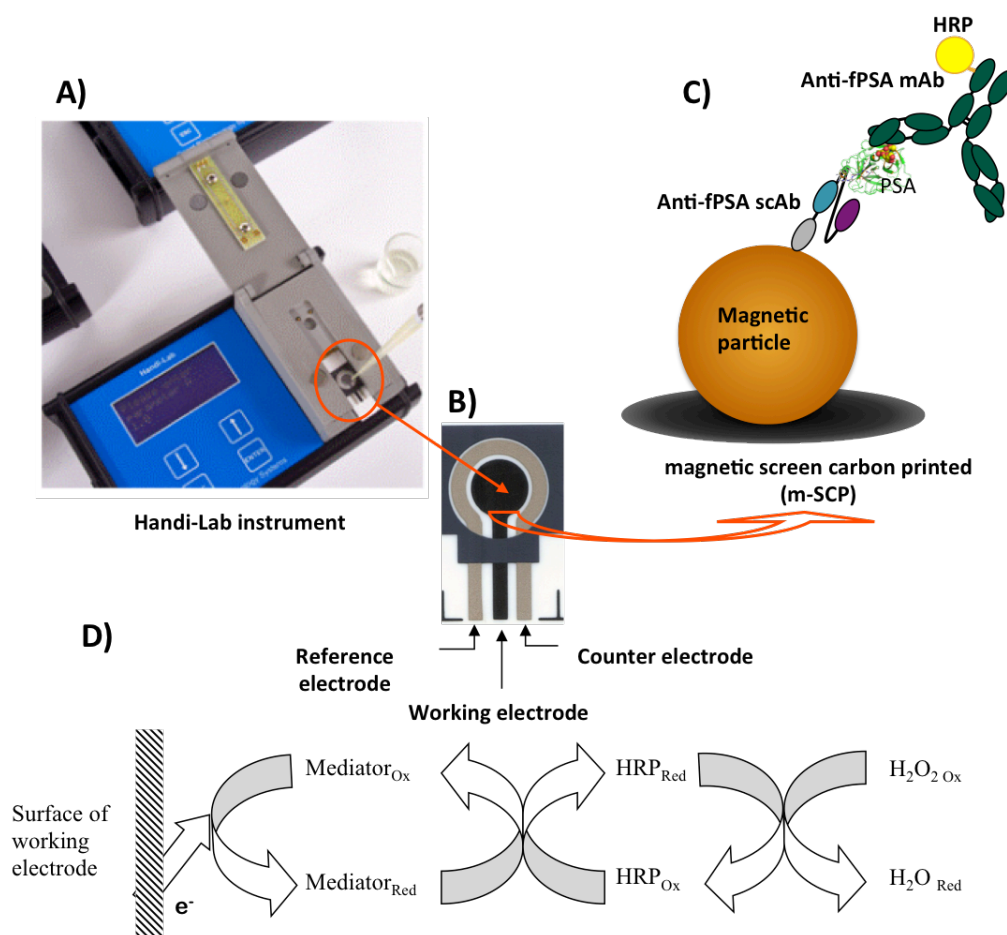 A)
Handi-Lab
ENTER
Handi-Lab instrument
B)
Reference
electrode
Working electrode
Counter electrode
C)
HRP
Anti-fPSA mAb
PSA
Anti-fPSA scAb
Magnetic
particle
magnetic screen carbon printed
(m-SCP)
D)
Surface of
working
electrode
e-
MediatorOx
MediatorRed
HRPRed
HRPOx
H2O2 Ox
H2O Red